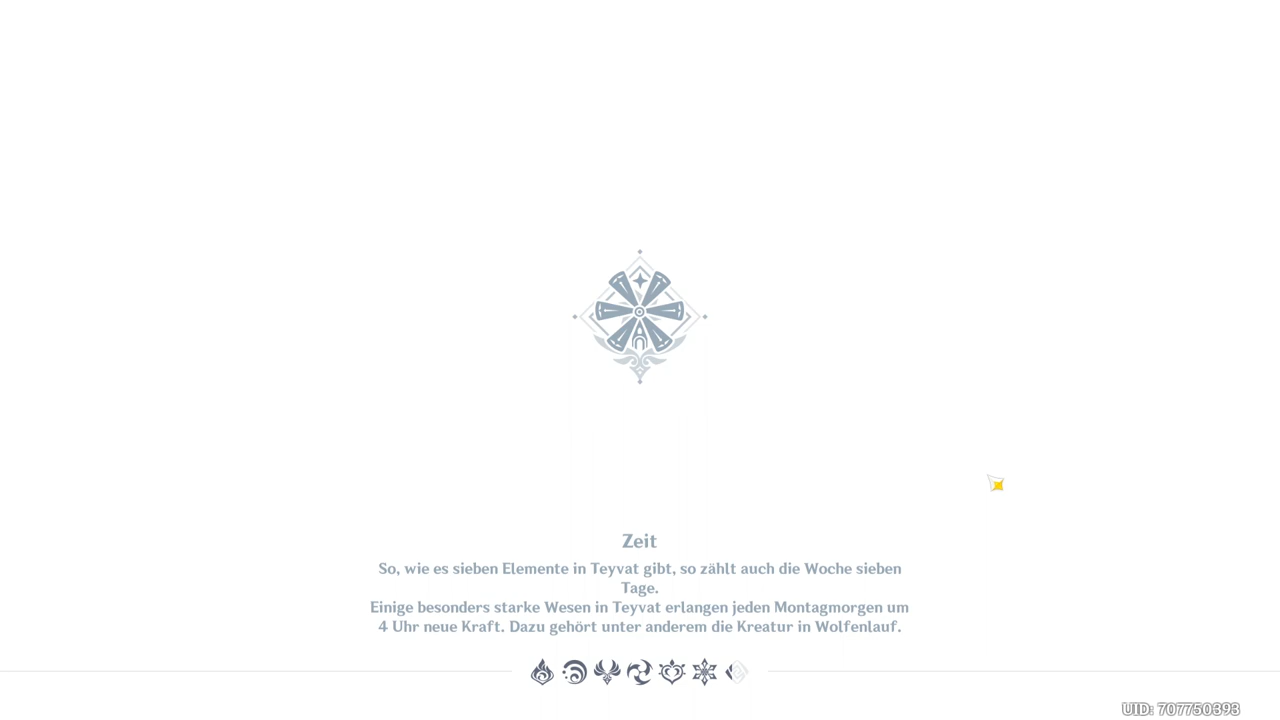 Zeit
So, wie es sieben Elemente in Teyvat gibt, so zählt auch die Woche sieben
Tage.
Einige besonders starke Wesen in Teyvat erlangen jeden Montagmorgen um
4 Uhr neue Kraft. Dazu gehört unter anderem die Kreatur in Wolfenlauf.
UID: 707750393